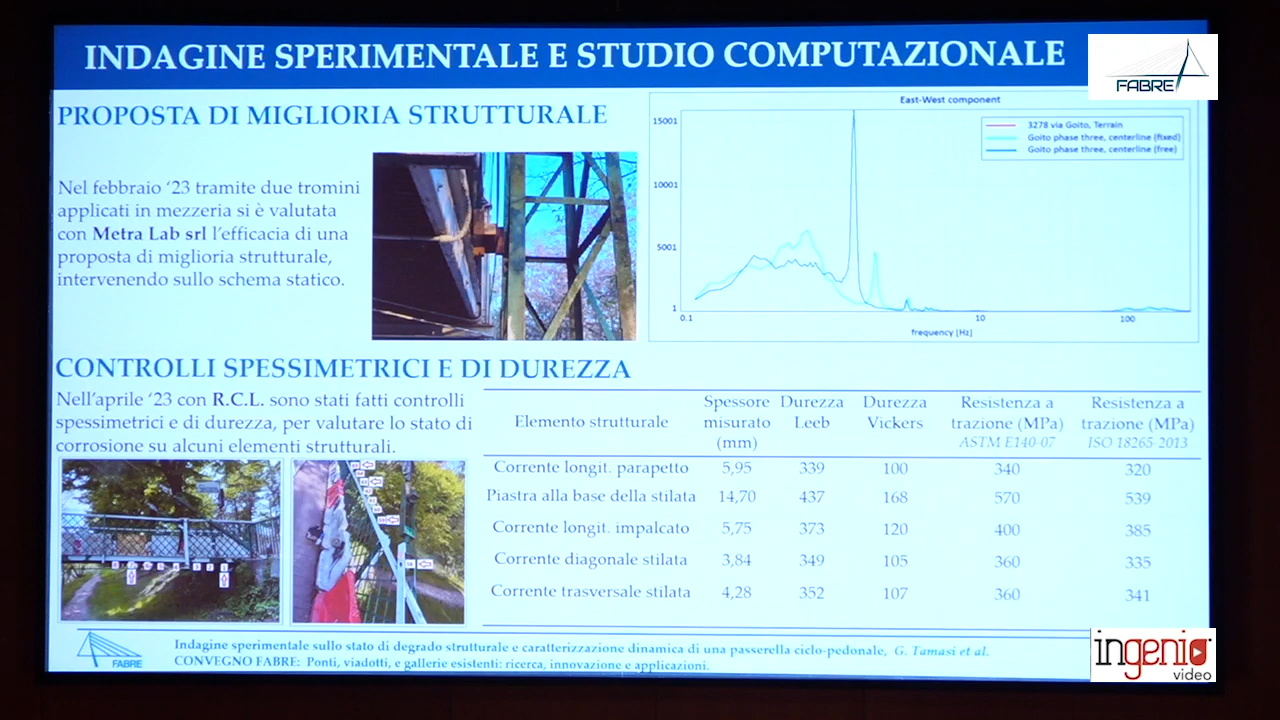 INDAGINE SPERIMENTALE E STUDIO COMPUTAZIONALE
FABRE
PROPOSTA DI MIGLIORIA STRUTTURALE
Nel febbraio ‘23 tramite due tromini
applicati in mezzeria si è valutata
con Metra Lab srl l’efficacia di una
proposta di miglioria strutturale,
intervenendo sullo schema statico.
East-West component
15001
10001
5001
1
0.1
10
100
frequency [Hz]
3278 via Goito, Terrain
Goito phase three, centerline (fixed)
Goito phase three, centerline (free)
CONTROLLI SPESSIMETRICI E DI DUREZZA
Nell’aprile ‘23 con R.C.L. sono stati fatti controlli
spessimetrici e di durezza, per valutare lo stato di
corrosione su alcuni elementi strutturali.
Elemento strutturale Spessore misurato (mm) Durezza Leeb Durezza Vickers Resistenza a trazione (MPa) ASTM E140-07 Resistenza a trazione (MPa) ISO 18265-2013
Corrente longit. parapetto 5,95 339 100 340 320
Piastra alla base della stilata 14,70 437 168 570 539
Corrente longit. impalcato 5,75 373 120 400 385
Corrente diagonale stilata 3,84 349 105 360 335
Corrente trasversale stilata 4,28 352 107 360 341
FABRE
Indagine sperimentale sullo stato di degrado strutturale e caratterizzazione dinamica di una passerella ciclo-pedonale, G. Tamasi et al.
CONVEGNO FABRE: Ponti, viadotti, e gallerie esistenti: ricerca, innovazione e applicazioni.
ingenio
video